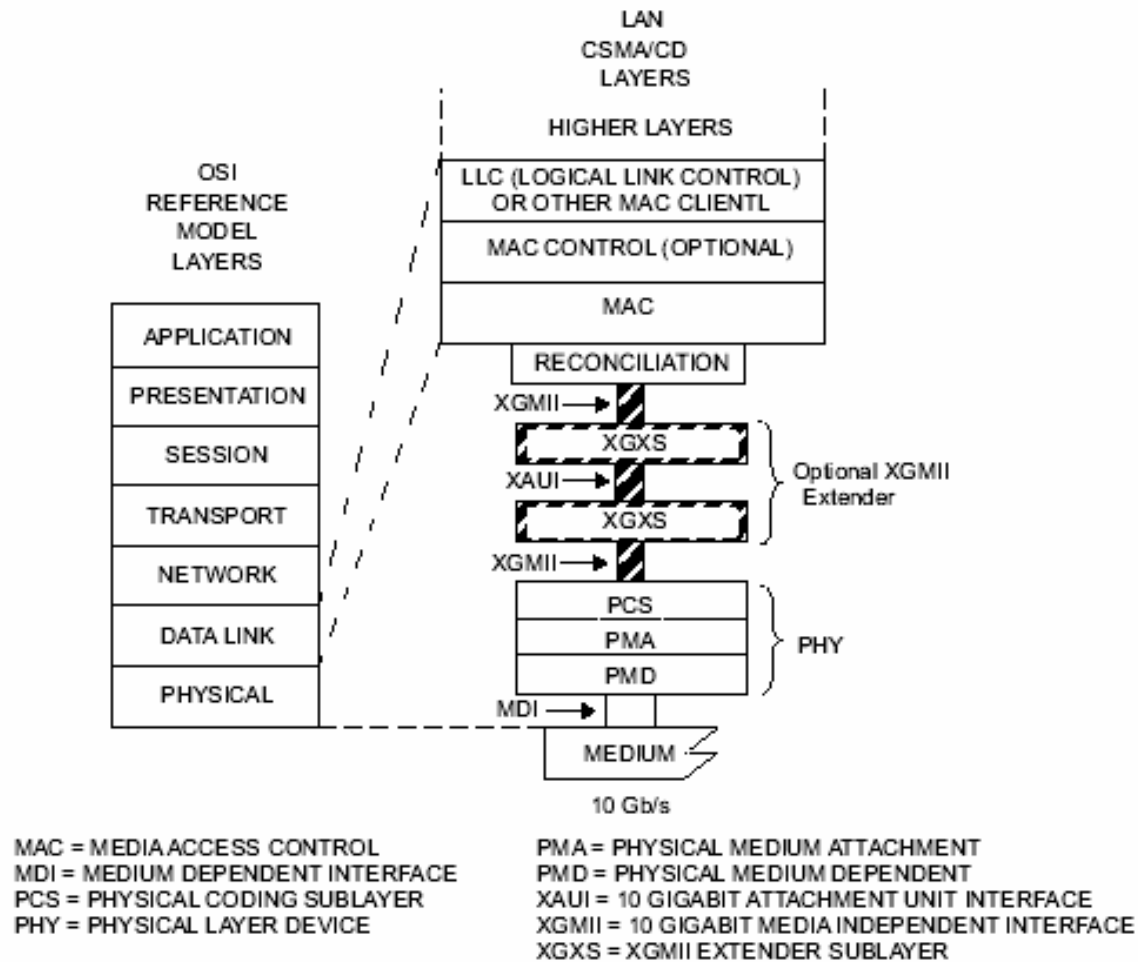 LAN
CSMA/CD
LAYERS
HIGHER LAYERS
OSI
REFERENCE
MODEL
LAYERS
LLC (LOGICAL LINK CONTROL)
OR OTHER MAC CLIENTL
MAC CONTROL (OPTIONAL)
MAC
RECONCILIATION
APPLICATION
PRESENTATION
SESSION
TRANSPORT
NETWORK
DATA LINK
PHYSICAL
XGMII
XGXS
XAUI
XGXS
Optional XGMII
Extender
XGMII
PCS
PMA
PMD
PHY
MDI
MEDIUM
10 Gb/s
MAC = MEDIA ACCESS CONTROL
MDI = MEDIUM DEPENDENT INTERFACE
PCS = PHYSICAL CODING SUBLAYER
PHY = PHYSICAL LAYER DEVICE
PMA = PHYSICAL MEDIUM ATTACHMENT
PMD = PHYSICAL MEDIUM DEPENDENT
XAUI = 10 GIGABIT ATTACHMENT UNIT INTERFACE
XGMII = 10 GIGABIT MEDIA INDEPENDENT INTERFACE
XGXS = XGMII EXTENDER SUBLAYER